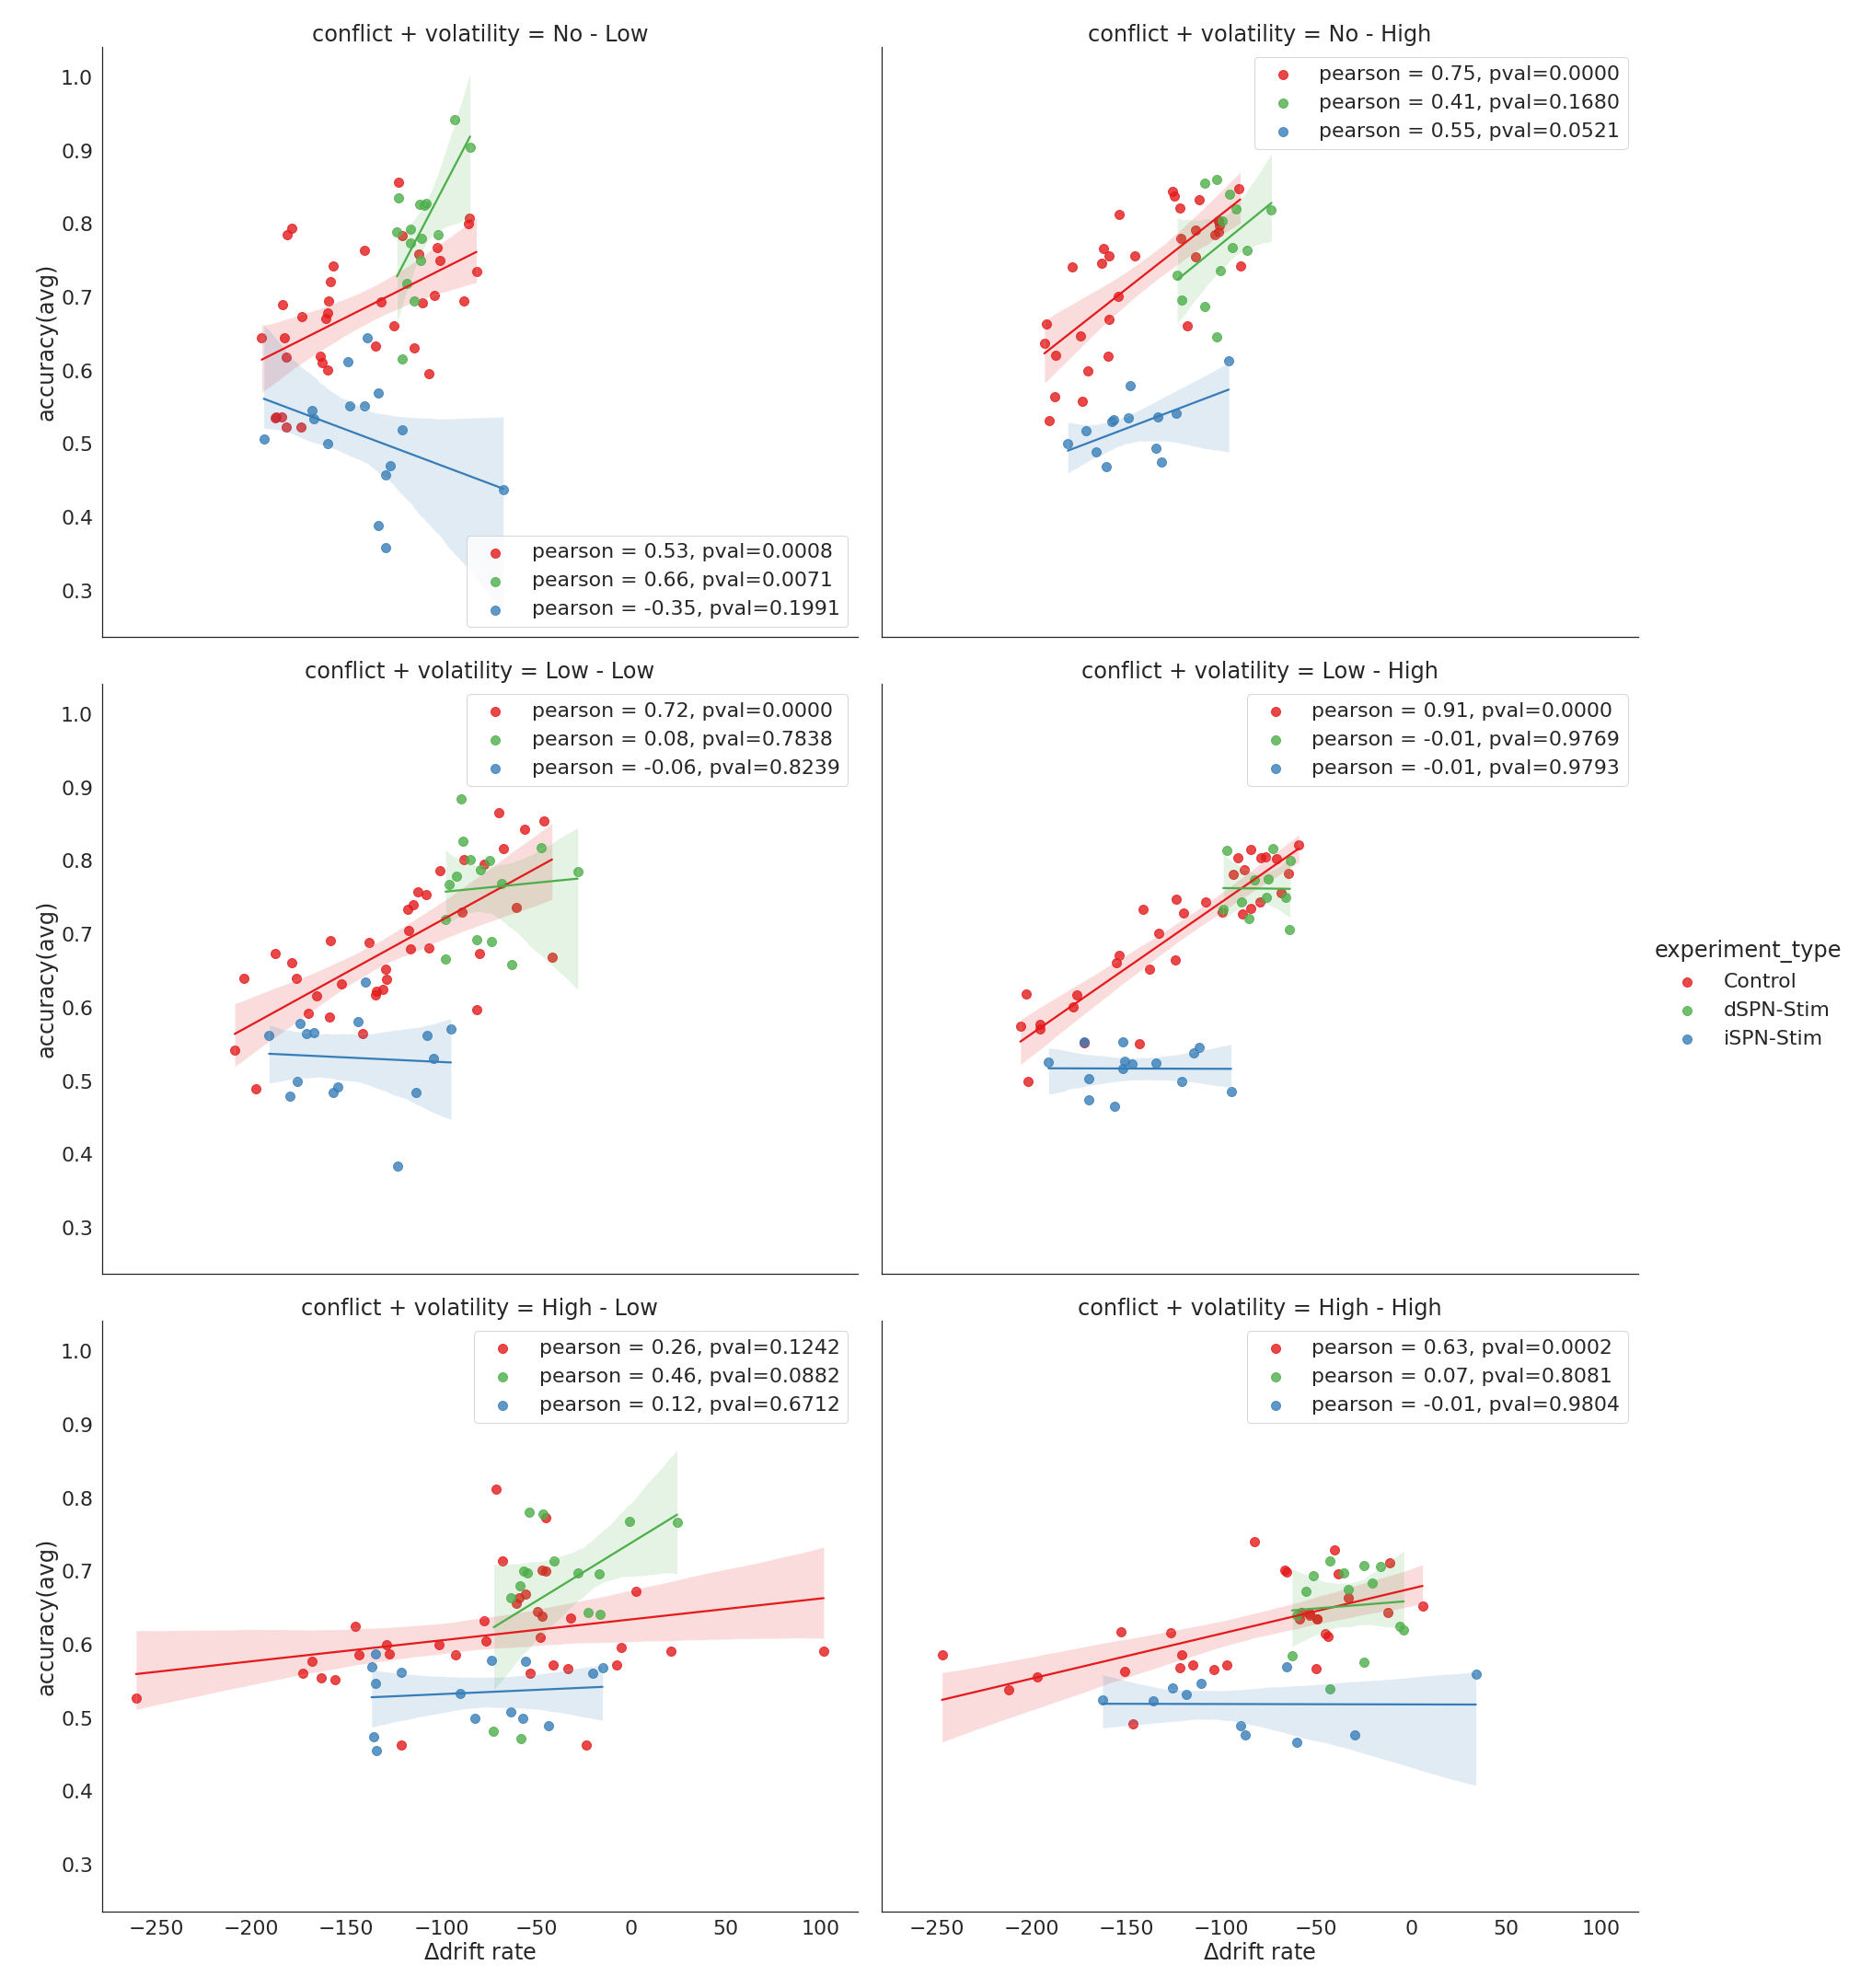 conflict + volatility = No - Low
1.0
0.9
0.8
0.7
0.6
0.5
0.4
0.3
accuracy(avg)
pearson = 0.53, pval=0.0008
pearson = 0.66, pval=0.0071
pearson = -0.35, pval=0.1991
conflict + volatility = No - High
pearson = 0.75, pval=0.0000
pearson = 0.41, pval=0.1680
pearson = 0.55, pval=0.0521
conflict + volatility = Low - Low
1.0
0.9
0.8
0.7
0.6
0.5
0.4
0.3
accuracy(avg)
pearson = 0.72, pval=0.0000
pearson = 0.08, pval=0.7838
pearson = -0.06, pval=0.8239
conflict + volatility = Low - High
pearson = 0.91, pval=0.0000
pearson = -0.01, pval=0.9769
pearson = -0.01, pval=0.9793
experiment_type
Control
dSPN-Stim
iSPN-Stim
conflict + volatility = High - Low
1.0
0.9
0.8
0.7
0.6
0.5
0.4
0.3
accuracy(avg)
pearson = 0.26, pval=0.1242
pearson = 0.46, pval=0.0882
pearson = 0.12, pval=0.6712
−250 −200 −150 −100 −50 0 50 100
Δdrift rate
conflict + volatility = High - High
pearson = 0.63, pval=0.0002
pearson = 0.07, pval=0.8081
pearson = -0.01, pval=0.9804
−250 −200 −150 −100 −50 0 50 100
Δdrift rate